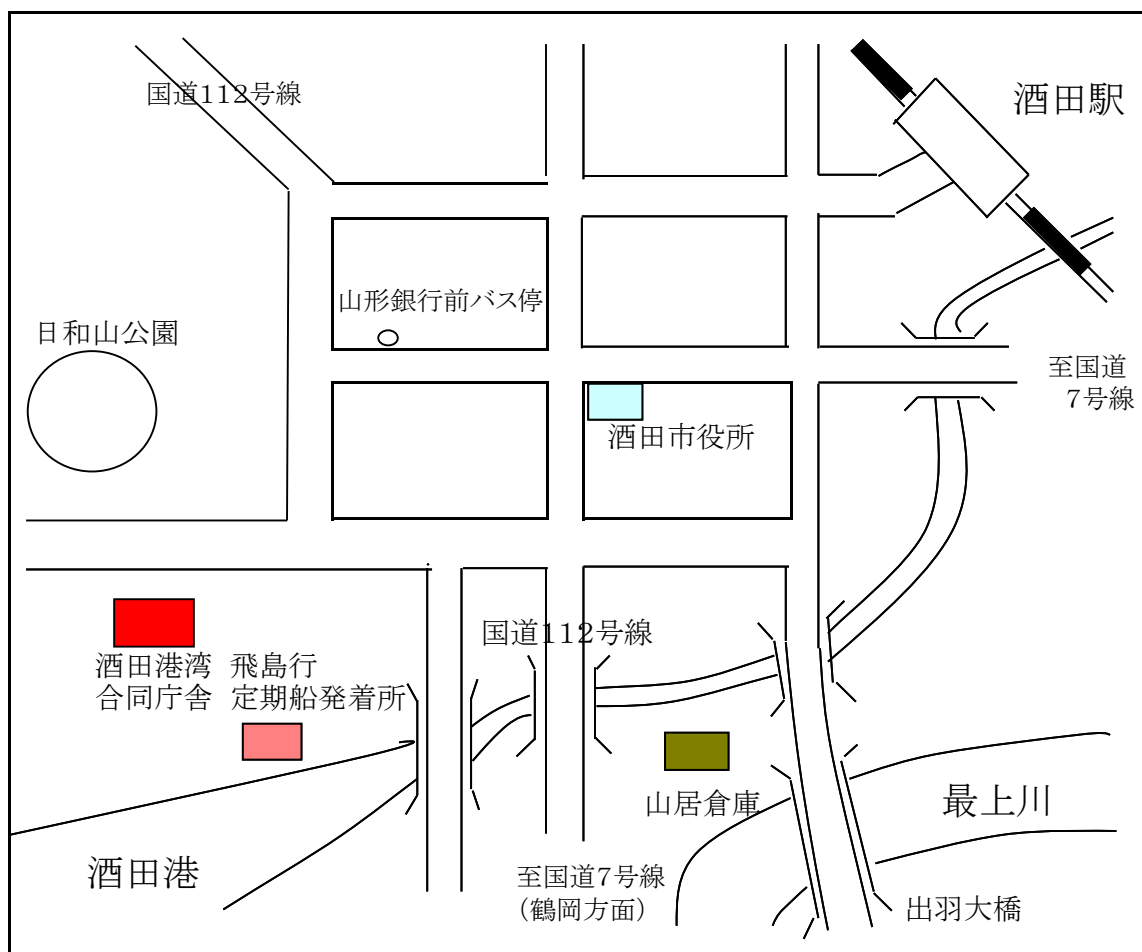 国道112号線
酒田駅
山形銀行前バス停
日和山公園
至国道
7号線
酒田市役所
国道112号線
酒田港湾
合同庁舎
飛島行
定期船発着所
山居倉庫
最上川
酒田港
至国道7号線
(鶴岡方面)
出羽大橋